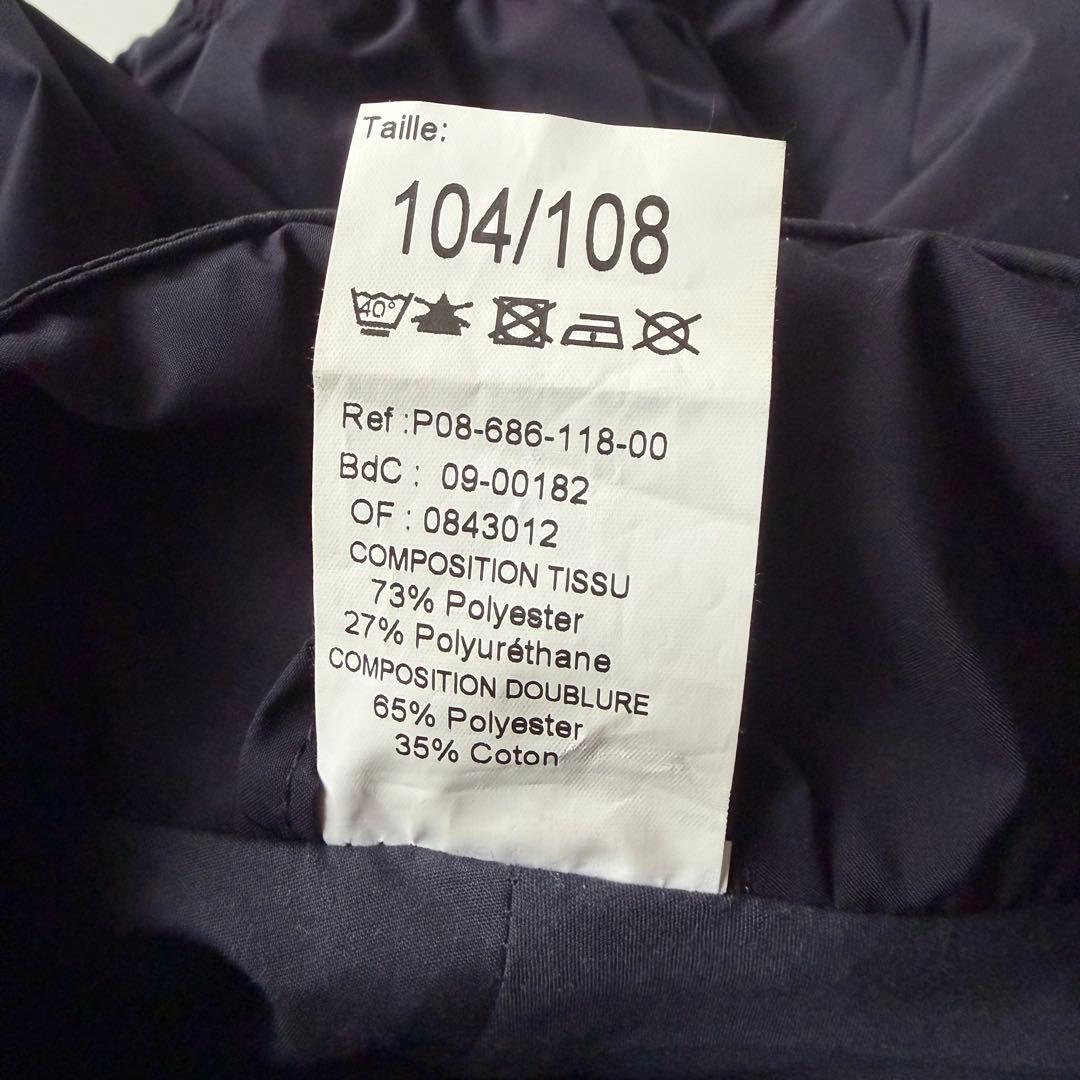 Taille:
104/108
40°
Ref :P08-686-118-00
BdC : 09-00182
OF : 0843012
COMPOSITION TISSU
73% Polyester
27% Polyuréthane
COMPOSITION DOUBLURE
65% Polyester
35% Coton